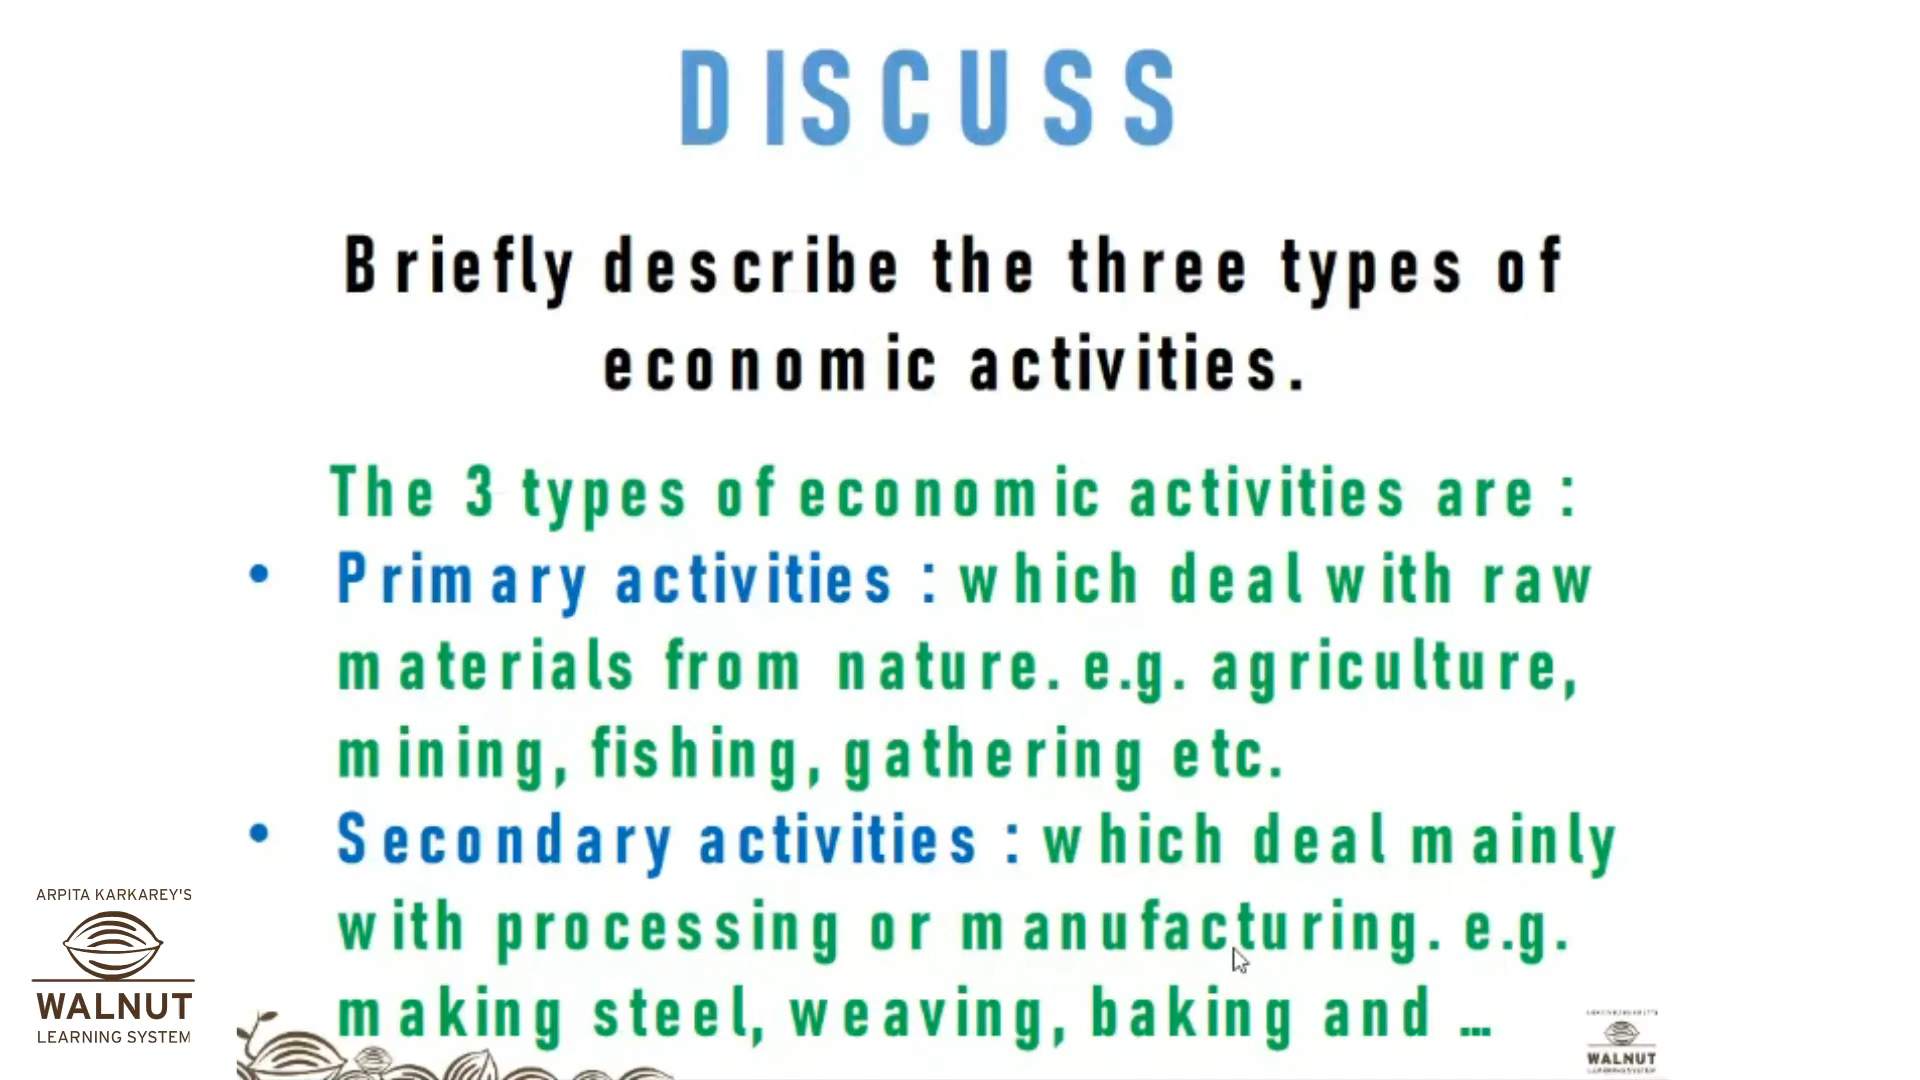 DISCUSS
Briefly describe the three types of
economic activities.
The 3 types of economic activities are :
• Primary activities : which deal with raw
materials from nature. e.g. agriculture,
mining, fishing, gathering etc.
• Secondary activities : which deal mainly
with processing or manufacturing. e.g.
making steel, weaving, baking and ...
ARPITA KARKAREY'S
WALNUT
LEARNING SYSTEM
WALNUT
LEARNING SYSTEM